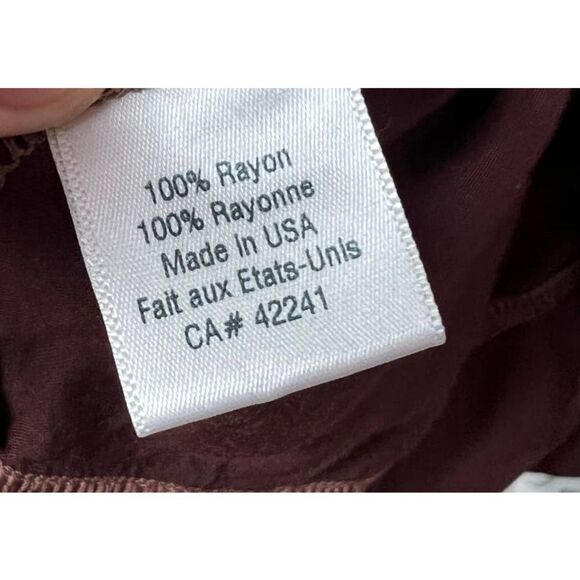 100% Rayon
100% Rayonne
Made in USA
Fait aux Etats-Unis
CA# 42241